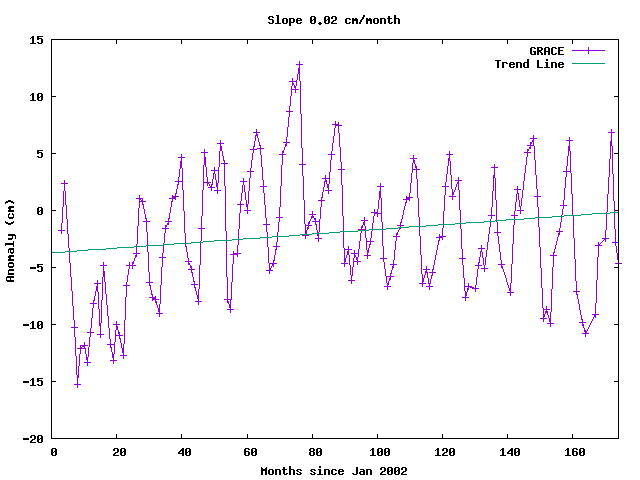 Slope 0.02 cm/month
GRACE
Trend Line
Anomaly (cm)
15
10
5
0
-5
-10
-15
-20
0 20 40 60 80 100 120 140 160
Months since Jan 2002